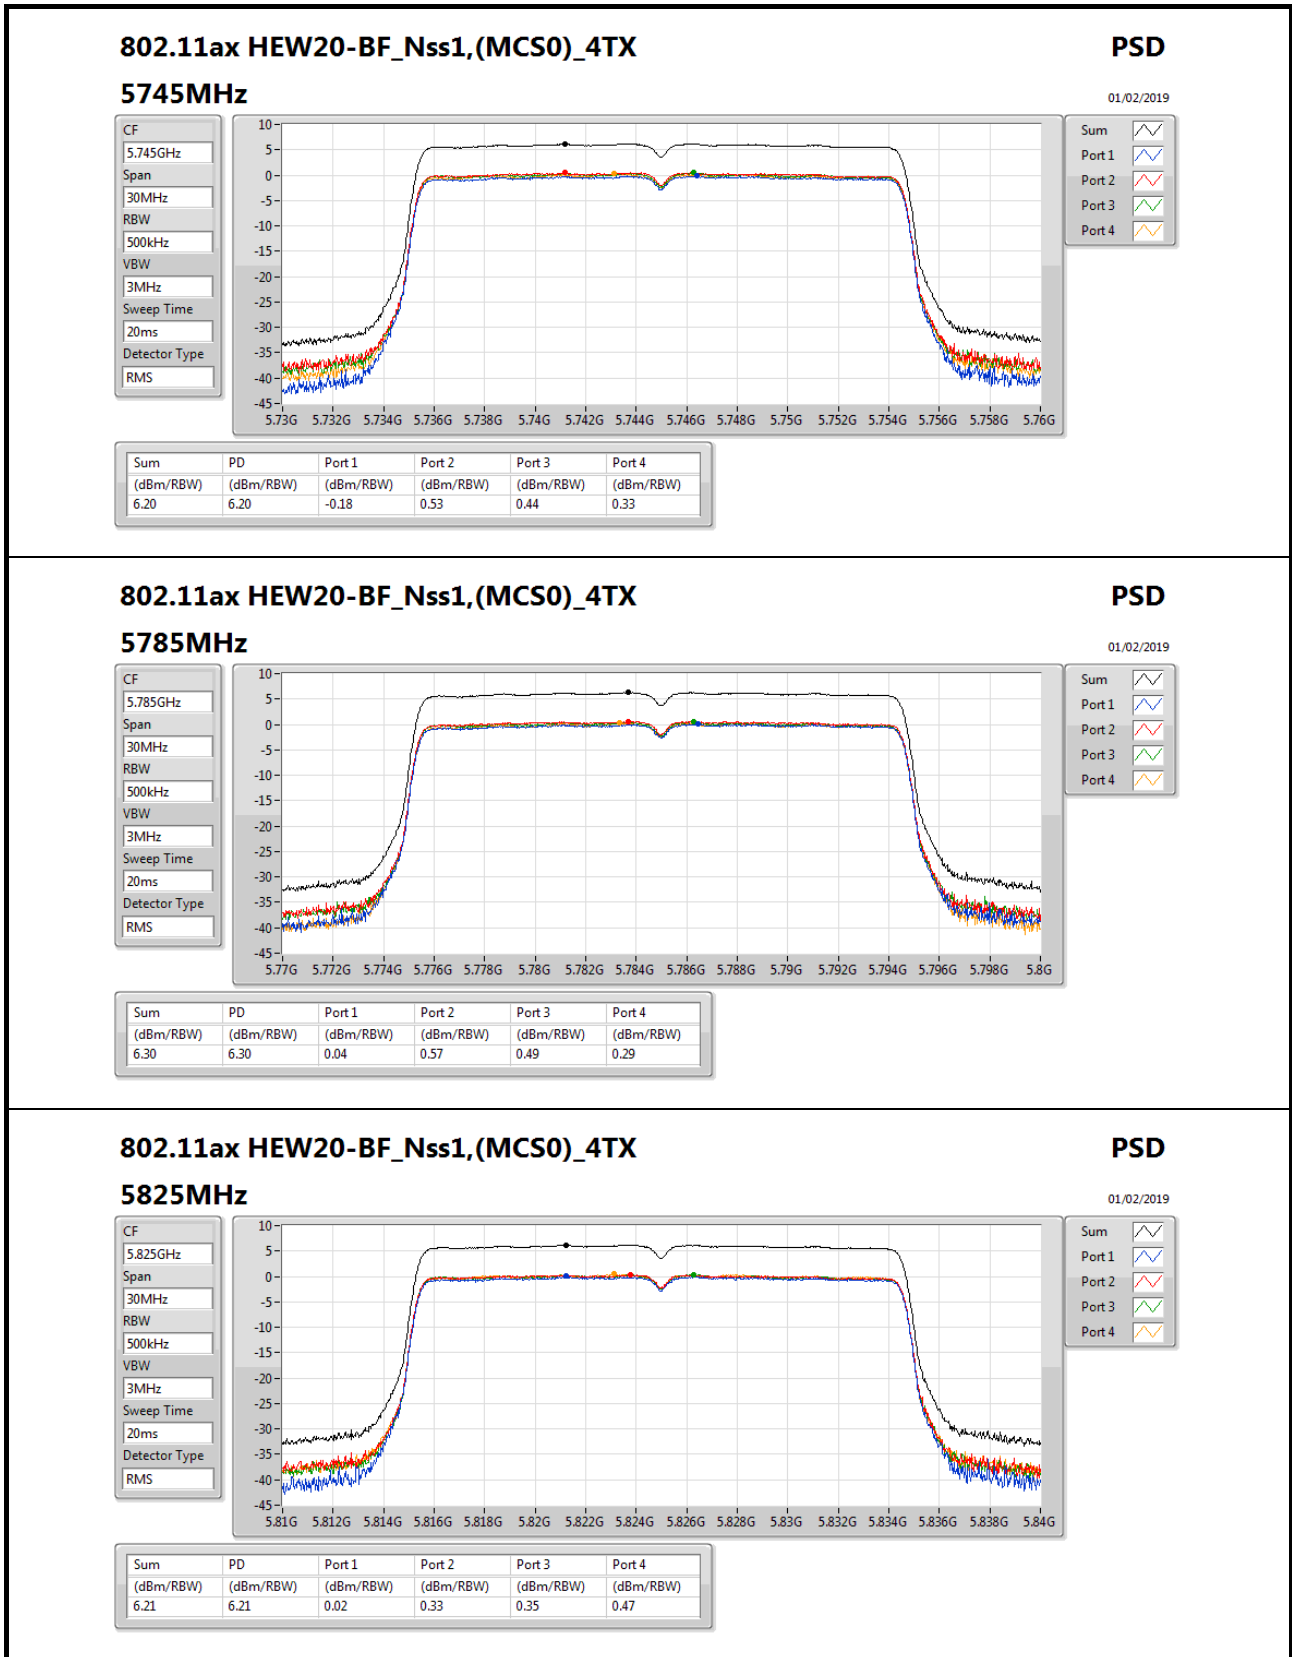 802.11ax HEW20-BF_Nss1,(MCS0)_4TX PSD
5745MHz 01/02/2019
CF
5.745GHz
Span
30MHz
RBW
500kHz
VBW
3MHz
Sweep Time
20ms
Detector Type
RMS
10
5
0
-5
-10
-15
-20
-25
-30
-35
-40
-45
5.73G 5.732G 5.734G 5.736G 5.738G 5.74G 5.742G 5.744G 5.746G 5.748G 5.75G 5.752G 5.754G 5.756G 5.758G 5.76G
Sum
Port 1
Port 2
Port 3
Port 4
Sum PD Port 1 Port 2 Port 3 Port 4
(dBm/RBW) (dBm/RBW) (dBm/RBW) (dBm/RBW) (dBm/RBW) (dBm/RBW)
6.20 6.20 -0.18 0.53 0.44 0.33
802.11ax HEW20-BF_Nss1,(MCS0)_4TX PSD
5785MHz 01/02/2019
CF
5.785GHz
Span
30MHz
RBW
500kHz
VBW
3MHz
Sweep Time
20ms
Detector Type
RMS
10
5
0
-5
-10
-15
-20
-25
-30
-35
-40
-45
5.77G 5.772G 5.774G 5.776G 5.778G 5.78G 5.782G 5.784G 5.786G 5.788G 5.79G 5.792G 5.794G 5.796G 5.798G 5.8G
Sum
Port 1
Port 2
Port 3
Port 4
Sum PD Port 1 Port 2 Port 3 Port 4
(dBm/RBW) (dBm/RBW) (dBm/RBW) (dBm/RBW) (dBm/RBW) (dBm/RBW)
6.30 6.30 0.04 0.57 0.49 0.29
802.11ax HEW20-BF_Nss1,(MCS0)_4TX PSD
5825MHz 01/02/2019
CF
5.825GHz
Span
30MHz
RBW
500kHz
VBW
3MHz
Sweep Time
20ms
Detector Type
RMS
10
5
0
-5
-10
-15
-20
-25
-30
-35
-40
-45
5.81G 5.812G 5.814G 5.816G 5.818G 5.82G 5.822G 5.824G 5.826G 5.828G 5.83G 5.832G 5.834G 5.836G 5.838G 5.84G
Sum
Port 1
Port 2
Port 3
Port 4
Sum PD Port 1 Port 2 Port 3 Port 4
(dBm/RBW) (dBm/RBW) (dBm/RBW) (dBm/RBW) (dBm/RBW) (dBm/RBW)
6.21 6.21 0.02 0.33 0.35 0.47